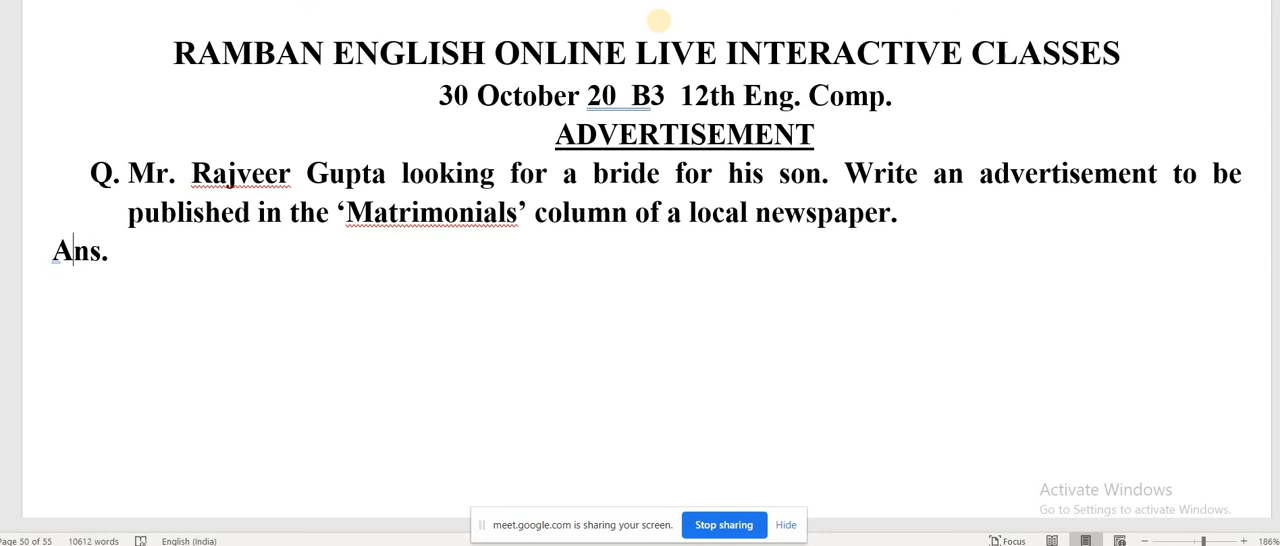 RAMBAN ENGLISH ONLINE LIVE INTERACTIVE CLASSES
30 October 20 B3 12th Eng. Comp.
ADVERTISEMENT
Q. Mr. Rajveer Gupta looking for a bride for his son. Write an advertisement to be
published in the ‘Matrimonials’ column of a local newspaper.
Ans.
Activate Windows
Go to Settings to activate Windows.
meet.google.com is sharing your screen. Stop sharing Hide
Page 50 of 55 10612 words English (India) Focus 186%